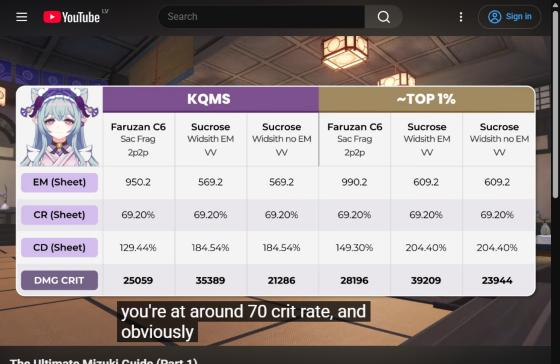 YouTube LV
Search
Sign in
KQMS
~TOP 1%
Faruzan C6 Sucrose Sucrose Faruzan C6 Sucrose Sucrose
Sac Frag Widsith EM Widsith no EM Sac Frag Widsith EM Widsith no EM
2p2p VV VV 2p2p VV VV
EM (Sheet) 950.2 569.2 569.2 990.2 609.2 609.2
CR (Sheet) 69.20% 69.20% 69.20% 69.20% 69.20% 69.20%
CD (Sheet) 129.44% 184.54% 184.54% 149.30% 204.40% 204.40%
DMG CRIT 25059 35389 21286 28196 39209 23944
you're at around 70 crit rate, and
obviously
The Ultimate Mizuki Guide (Part 1)